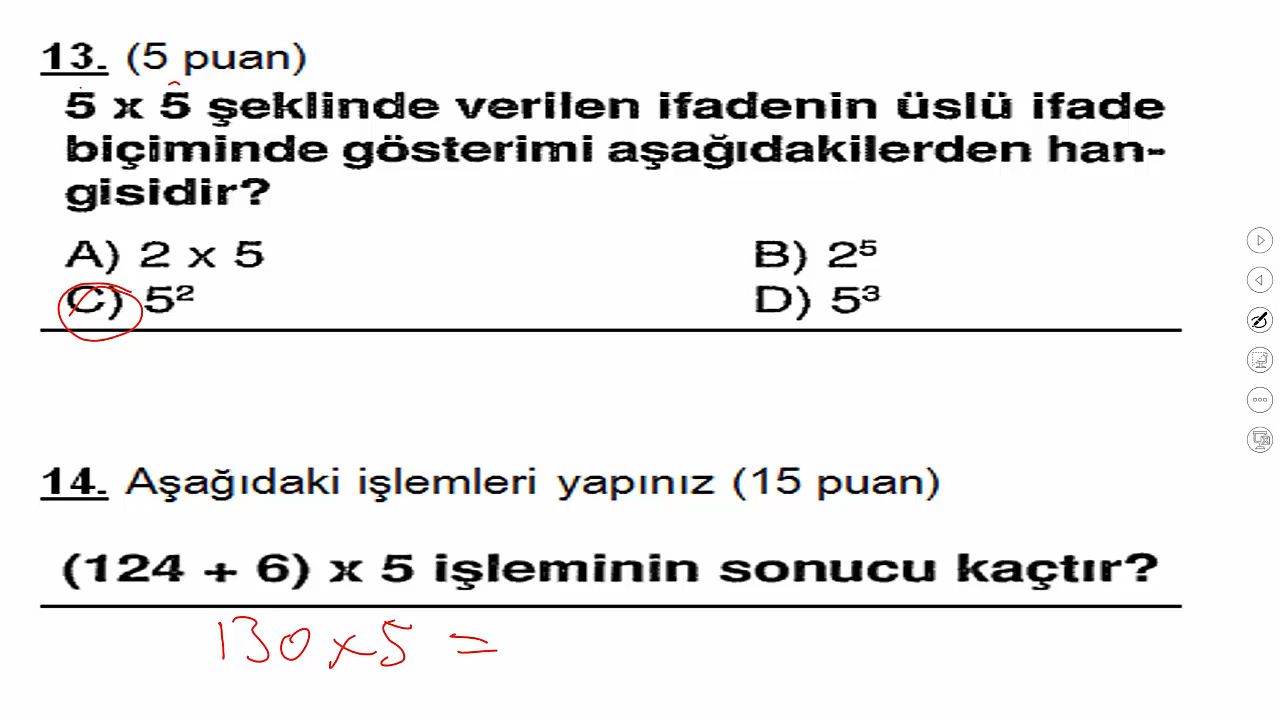 13. (5 puan)
5 x 5 şeklinde verilen ifadenin üslü ifade
biçiminde gösterimi aşağıdakilerden han-
gisidir?
A) 2 x 5 B) 2⁵
C) 5² D) 5³
14. Aşağıdaki işlemleri yapınız (15 puan)
(124 + 6) x 5 işleminin sonucu kaçtır?
130 x 5 =